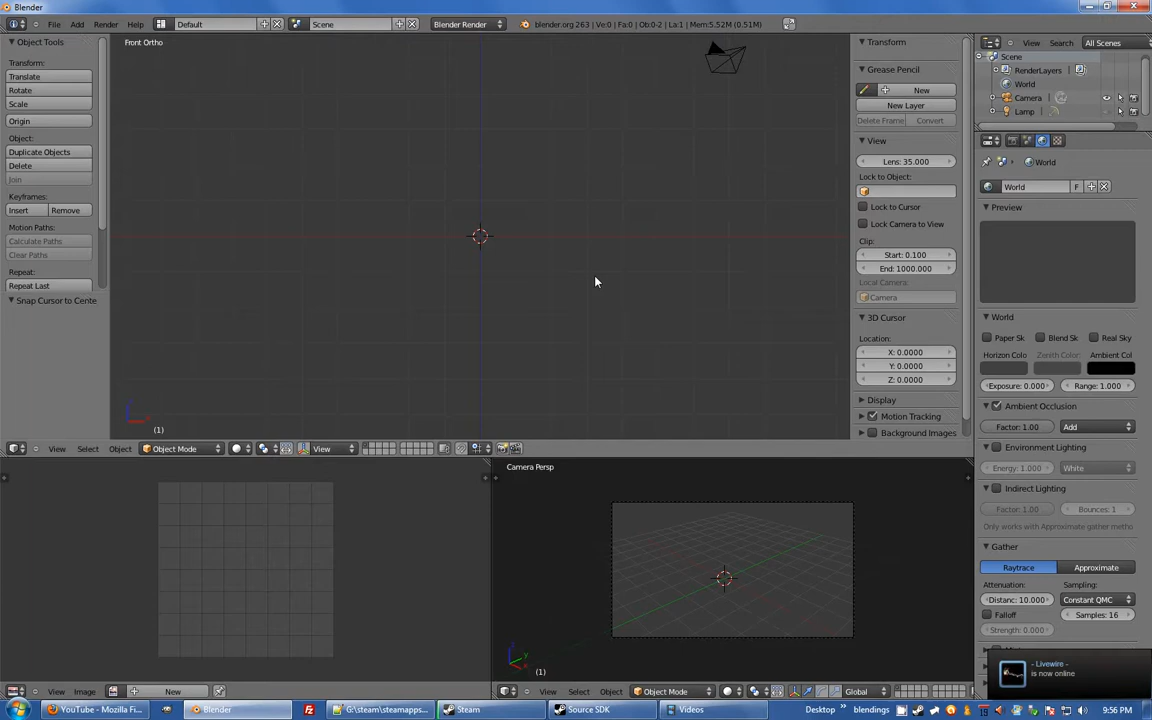 Blender
File Add Render Help Default Scene Blender Render blender.org 263 | Ve:0 | Fa:0 | Ob:0-2 | La:1 | Mem:5.52M (0.51M) View Search All Scenes
Object Tools
Transform:
Translate
Rotate
Scale
Origin
Object:
Duplicate Objects
Delete
Join
Keyframes:
Insert Remove
Motion Paths:
Calculate Paths
Clear Paths
Repeat:
Repeat Last
Snap Cursor to Cente
Front Ortho
(1)
Transform
Grease Pencil
New
New Layer
Delete Frame Convert
View
Lens: 35.000
Lock to Object:
Lock to Cursor
Lock Camera to View
Clip:
Start: 0.100
End: 1000.000
Local Camera:
Camera
3D Cursor
Location:
X: 0.0000
Y: 0.0000
Z: 0.0000
Display
Motion Tracking
Background Images
View Select Object Object Mode View
Scene
RenderLayers
World
Camera
Lamp
World
World F
Preview
World
Paper Sk Blend Sk Real Sky
Horizon Colo Zenith Color: Ambient Col
Exposure: 0.000 Range: 1.000
Ambient Occlusion
Factor: 1.00 Add
Environment Lighting
Energy: 1.000 White
Indirect Lighting
Factor: 1.00 Bounces: 1
Only works with Approximate gather metho
Gather
Raytrace Approximate
Attenuation: Sampling:
Distanc: 10.000 Constant QMC
Falloff Samples: 16
Strength: 0.000
- Livewire -
is now online
Camera Persp
(1)
View Image New
View Select Object Object Mode Global
YouTube - Mozilla Fi... Blender G:\steam\steamapps... Steam Source SDK Videos Desktop » blendings 9:56 PM